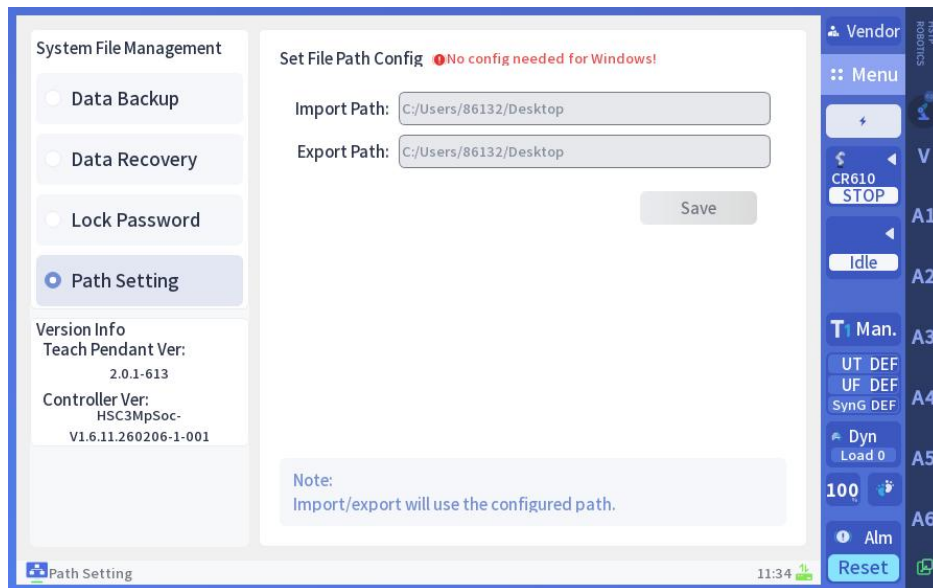 System File Management
Data Backup
Data Recovery
Lock Password
Path Setting
Version Info
Teach Pendant Ver:
2.0.1-613
Controller Ver:
HSC3MpSoc-
V1.6.11.260206-1-001
Set File Path Config No config needed for Windows!
Import Path: C:/Users/86132/Desktop
Export Path: C:/Users/86132/Desktop
Save
Note:
Import/export will use the configured path.
Path Setting
11:34
Vendor
Menu
CR610
STOP
Idle
T1 Man.
UT DEF
UF DEF
SynG DEF
Dyn
Load 0
100 %
Alm
Reset
ROBOTICS
V
A1
A2
A3
A4
A5
A6